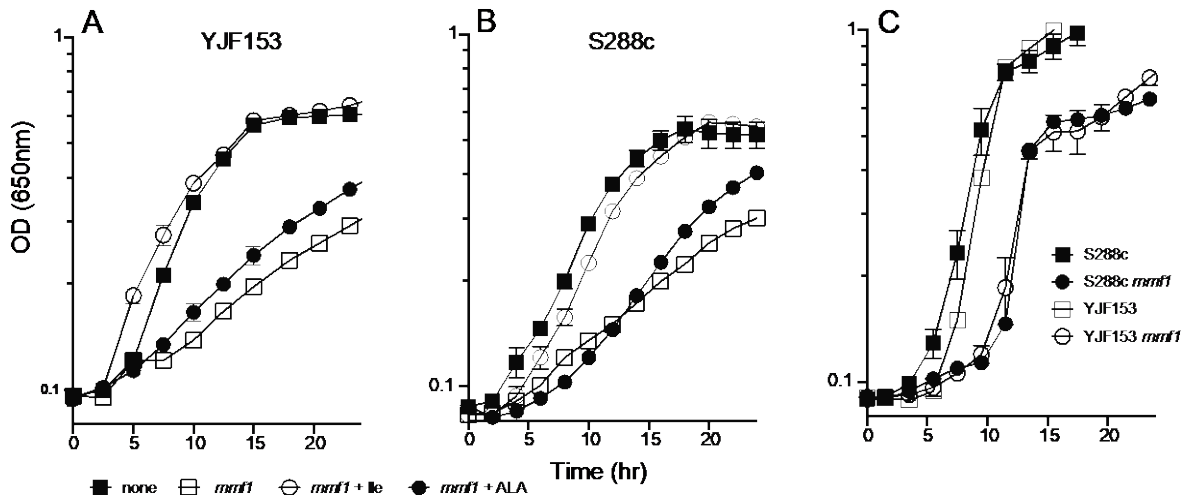 A
YJF153
B
S288c
C
1
1
1
0.1
0.1
0.1
OD (650nm)
0 5 10 15 20
0 5 10 15 20
0 5 10 15 20
Time (hr)
S288c
S288c mmf1
YJF153
YJF153 mmf1
none mmf1 mmf1 + Ile mmf1 + ALA